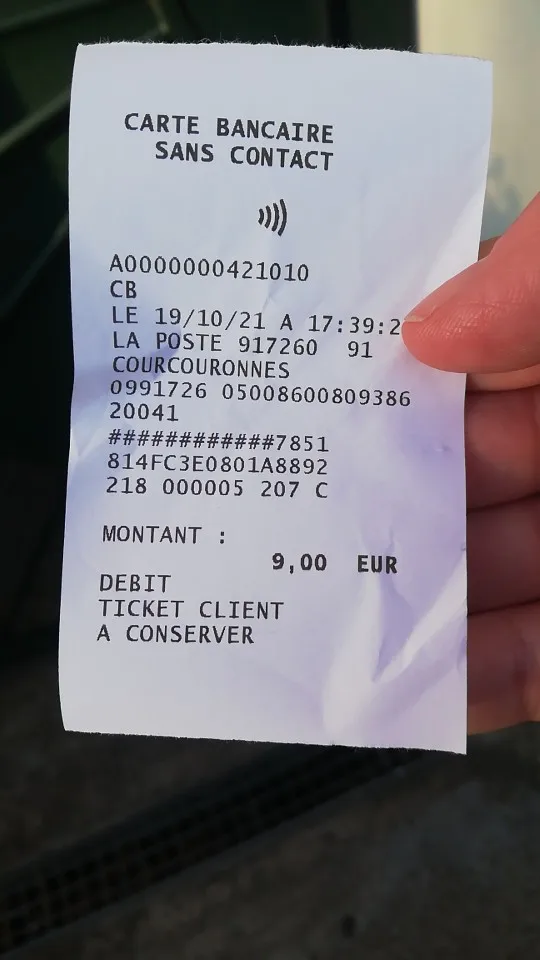 CARTE BANCAIRE
SANS CONTACT
A0000000421010
CB
LE 19/10/21 A 17:39:2
LA POSTE 917260 91
COURCOURONNES
0991726 05008600809386
20041
############7851
814FC3E0801A8892
218 000005 207 C
MONTANT :
9,00 EUR
DEBIT
TICKET CLIENT
A CONSERVER